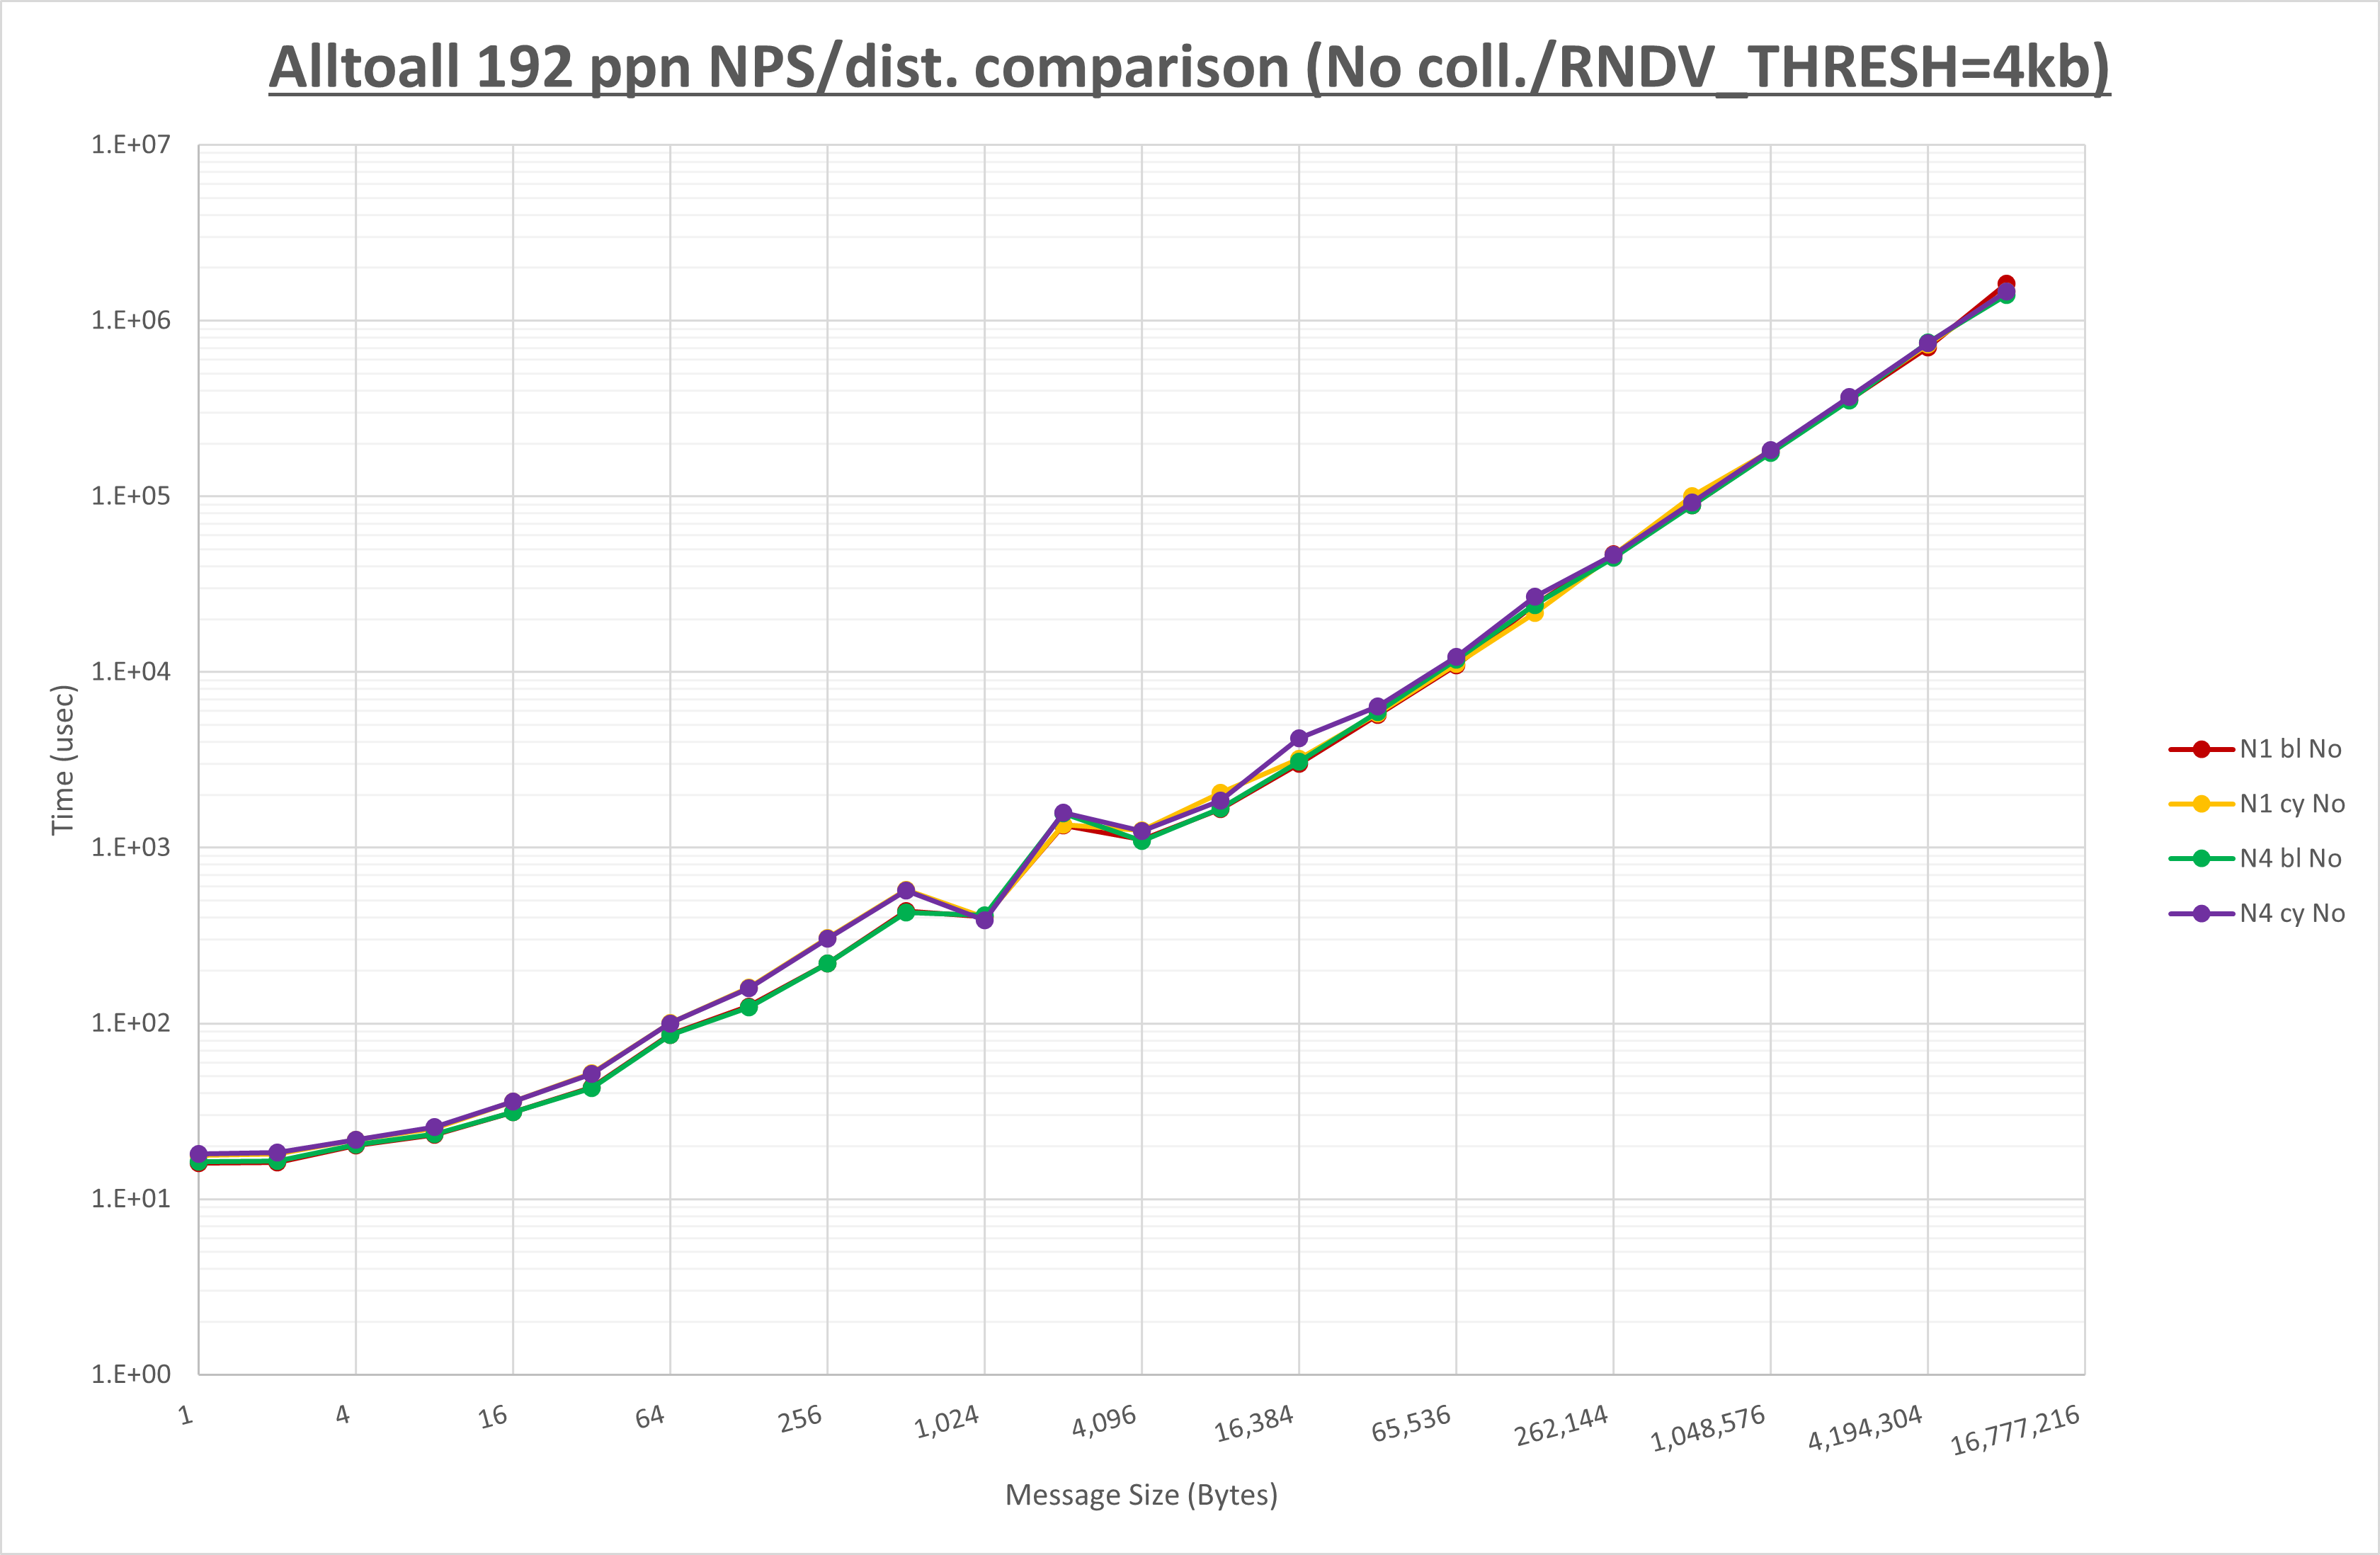 Alltoall 192 ppn NPS/dist. comparison (No coll./RNDV_THRESH=4kb)
1.E+07
1.E+06
1.E+05
1.E+04
1.E+03
1.E+02
1.E+01
1.E+00
Time (usec)
N1 bl No
N1 cy No
N4 bl No
N4 cy No
1 4 16 64 256 1,024 4,096 16,384 65,536 262,144 1,048,576 4,194,304 16,777,216
Message Size (Bytes)